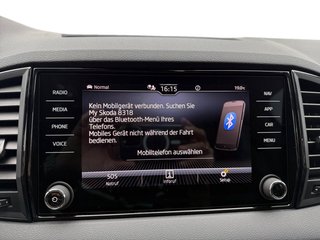 Normal
16:15
19.0°
RADIO
MEDIA
PHONE
VOICE
Kein Mobilgerät verbunden. Suchen Sie
My Skoda 8318
über das Bluetooth-Menü Ihres
Telefons.
Mobiles Gerät nicht während der Fahrt
bedienen.
Mobiltelefon auswählen
NAV
APP
CAR
MENU
SOS
Notruf
Inforuf
Setup